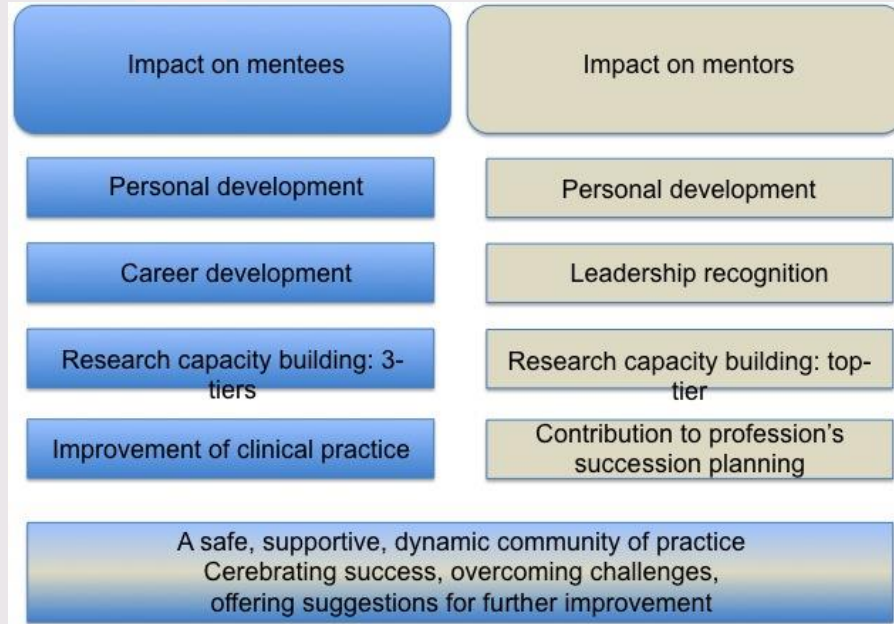 Impact on mentees
Impact on mentors
Personal development
Personal development
Career development
Leadership recognition
Research capacity building: 3-
tiers
Research capacity building: top-
tier
Improvement of clinical practice
Contribution to profession's
succession planning
A safe, supportive, dynamic community of practice
Cerebrating success, overcoming challenges,
offering suggestions for further improvement